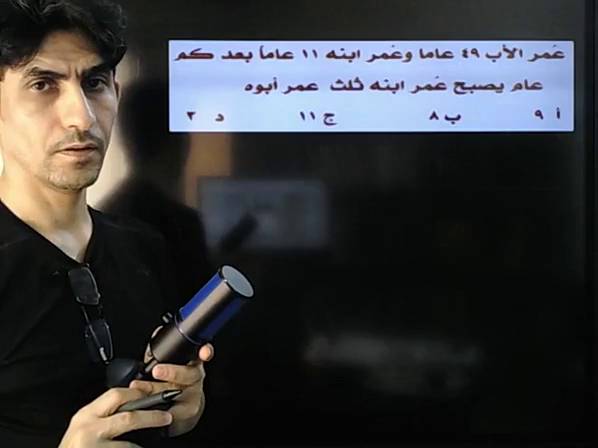 عُمر الأب ٤٩ عاما وعُمر ابنه ١١ عاماً بعد كم
عام يصبح عُمر ابنه ثلث عمر أبوه
أ ٩ ب ٨ ج ١١ د ٣